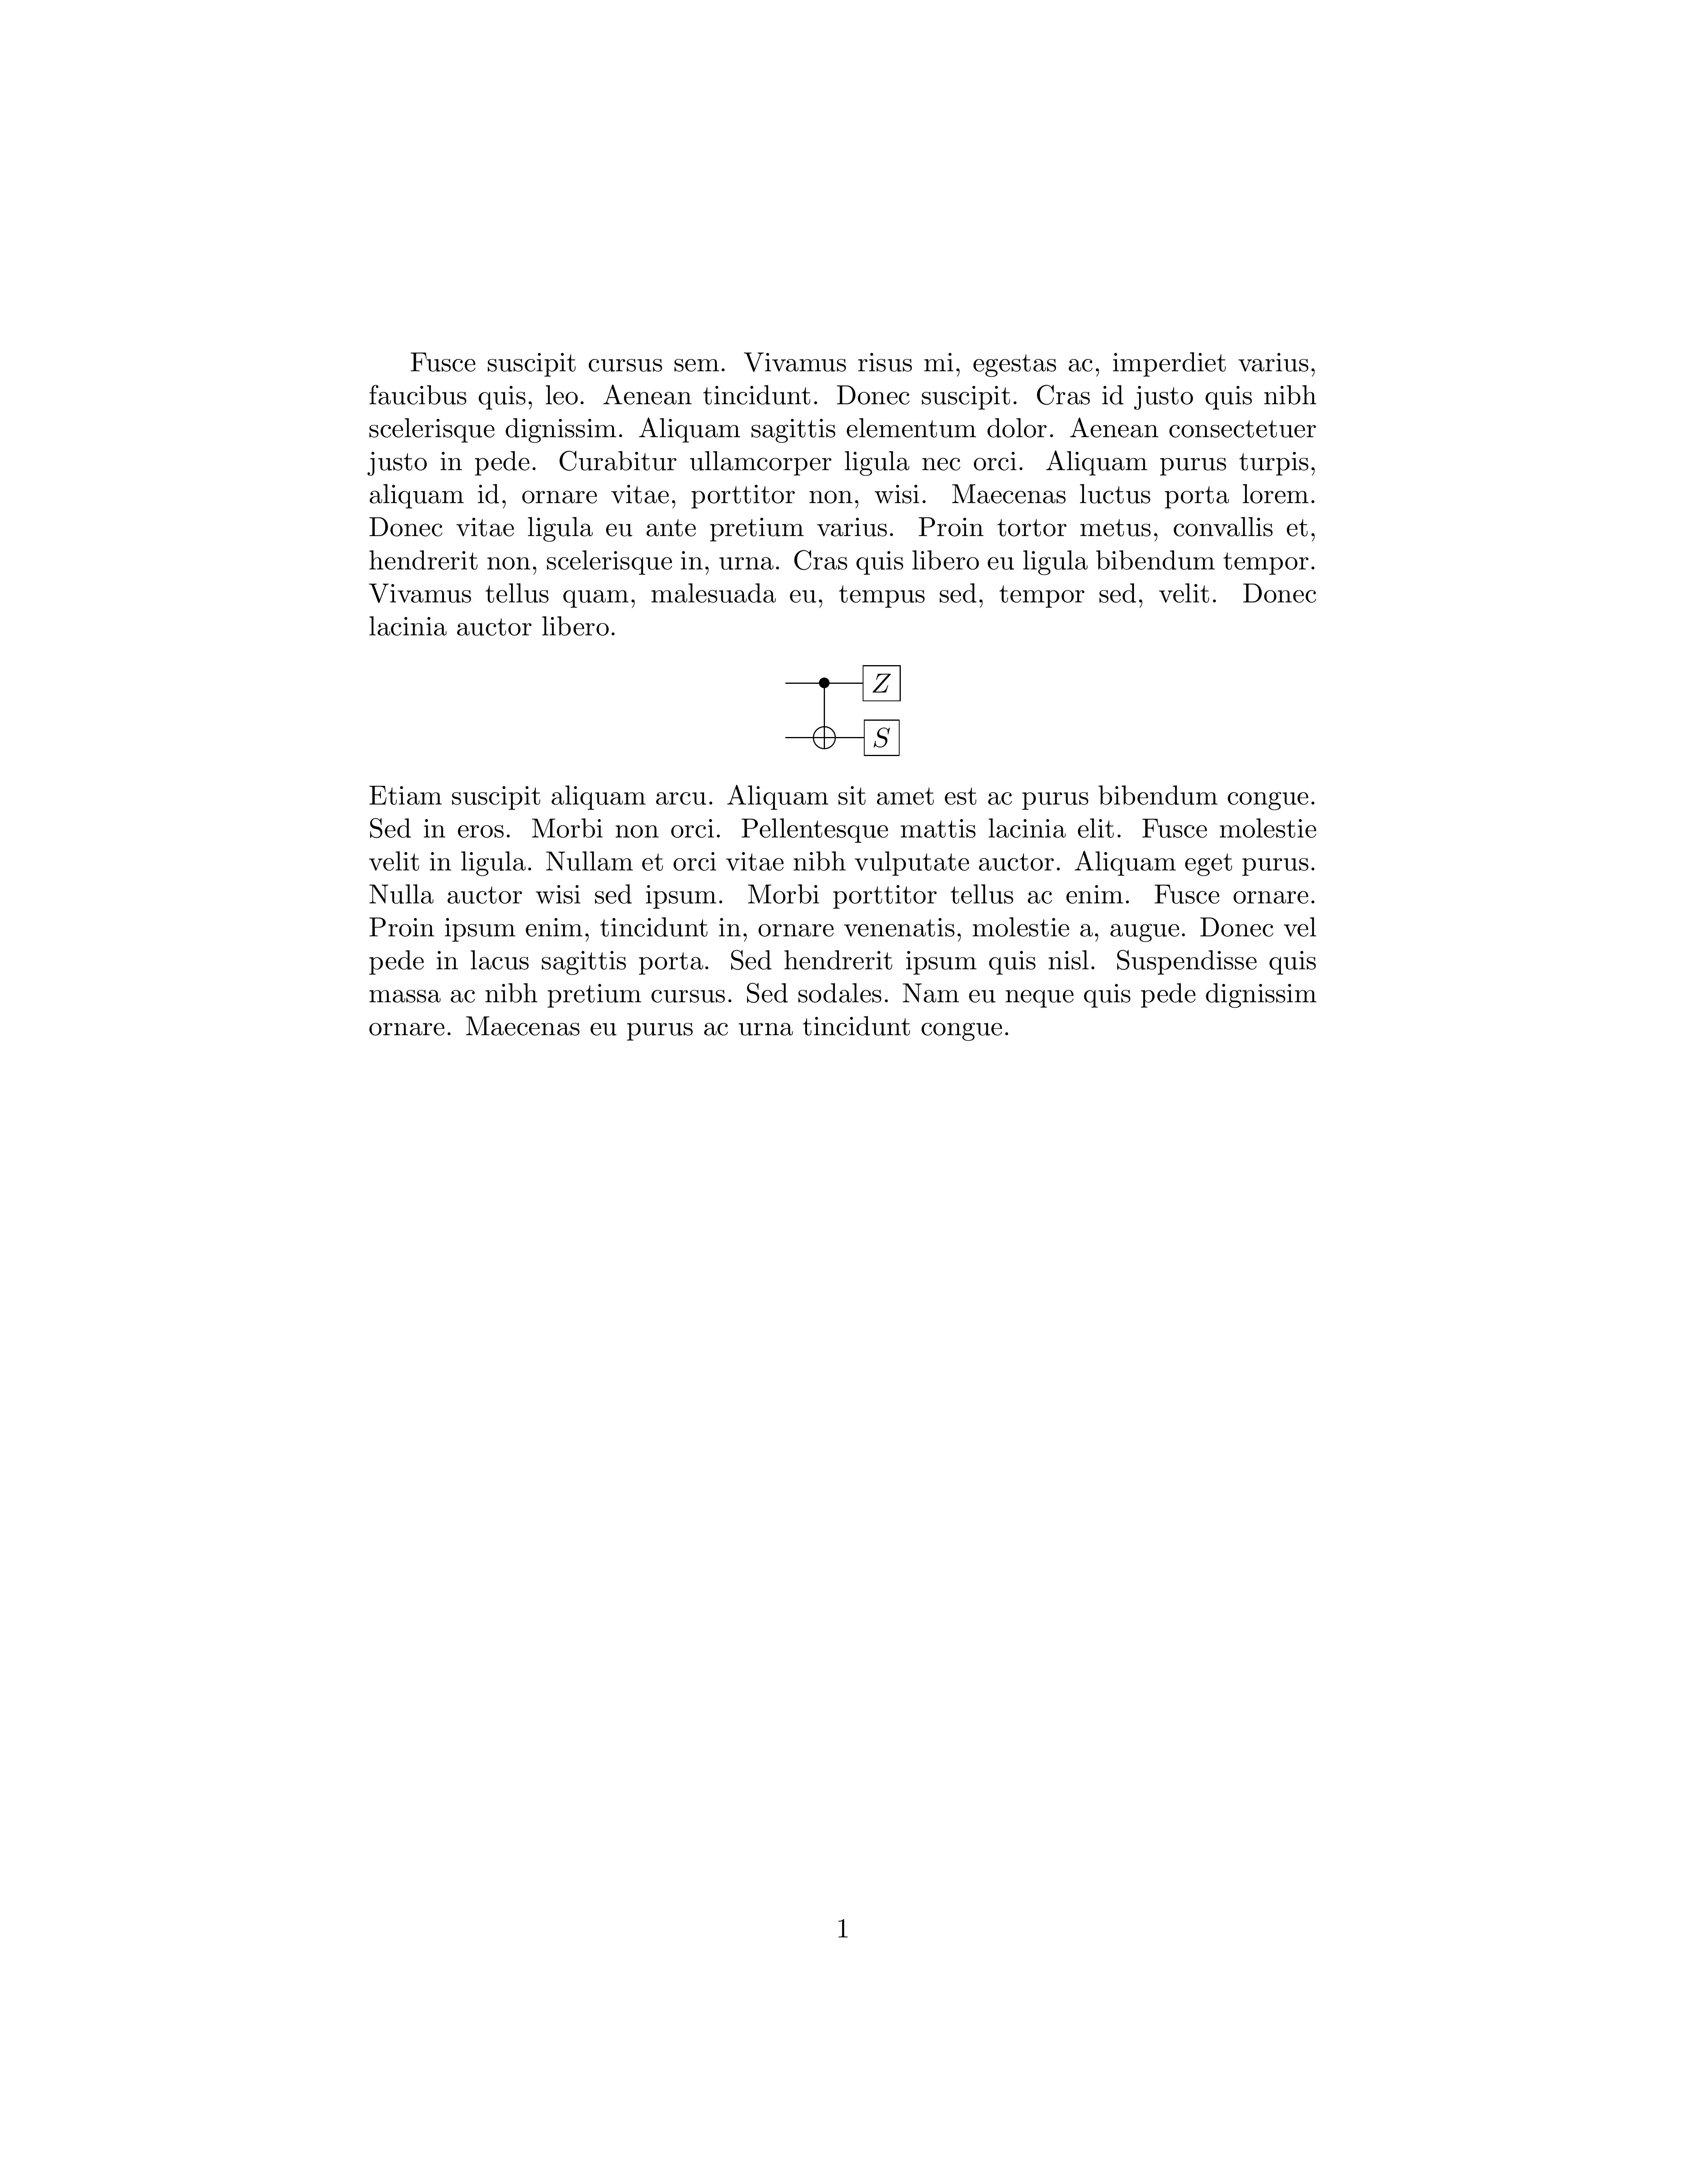 Fusce suscipit cursus sem. Vivamus risus mi, egestas ac, imperdiet varius,
faucibus quis, leo. Aenean tincidunt. Donec suscipit. Cras id justo quis nibh
scelerisque dignissim. Aliquam sagittis elementum dolor. Aenean consectetuer
justo in pede. Curabitur ullamcorper ligula nec orci. Aliquam purus turpis,
aliquam id, ornare vitae, porttitor non, wisi. Maecenas luctus porta lorem.
Donec vitae ligula eu ante pretium varius. Proin tortor metus, convallis et,
hendrerit non, scelerisque in, urna. Cras quis libero eu ligula bibendum tempor.
Vivamus tellus quam, malesuada eu, tempus sed, tempor sed, velit. Donec
lacinia auctor libero.
Z
S
Etiam suscipit aliquam arcu. Aliquam sit amet est ac purus bibendum congue.
Sed in eros. Morbi non orci. Pellentesque mattis lacinia elit. Fusce molestie
velit in ligula. Nullam et orci vitae nibh vulputate auctor. Aliquam eget purus.
Nulla auctor wisi sed ipsum. Morbi porttitor tellus ac enim. Fusce ornare.
Proin ipsum enim, tincidunt in, ornare venenatis, molestie a, augue. Donec vel
pede in lacus sagittis porta. Sed hendrerit ipsum quis nisl. Suspendisse quis
massa ac nibh pretium cursus. Sed sodales. Nam eu neque quis pede dignissim
ornare. Maecenas eu purus ac urna tincidunt congue.
1